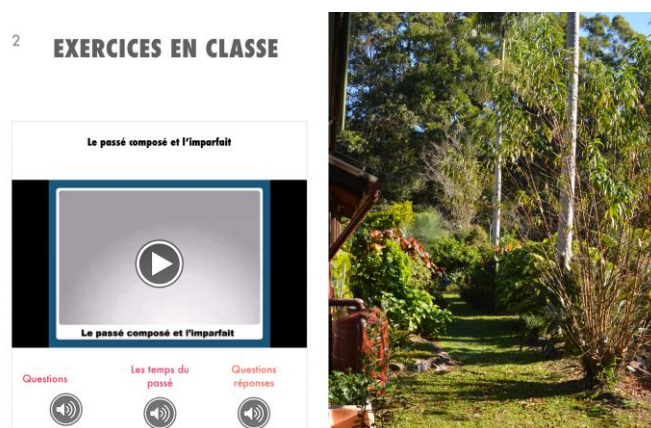 2
EXERCICES EN CLASSE
Le passé composé et l'imparfait
Le passé composé et l'imparfait
Questions
Les temps du
passé
Questions
réponses